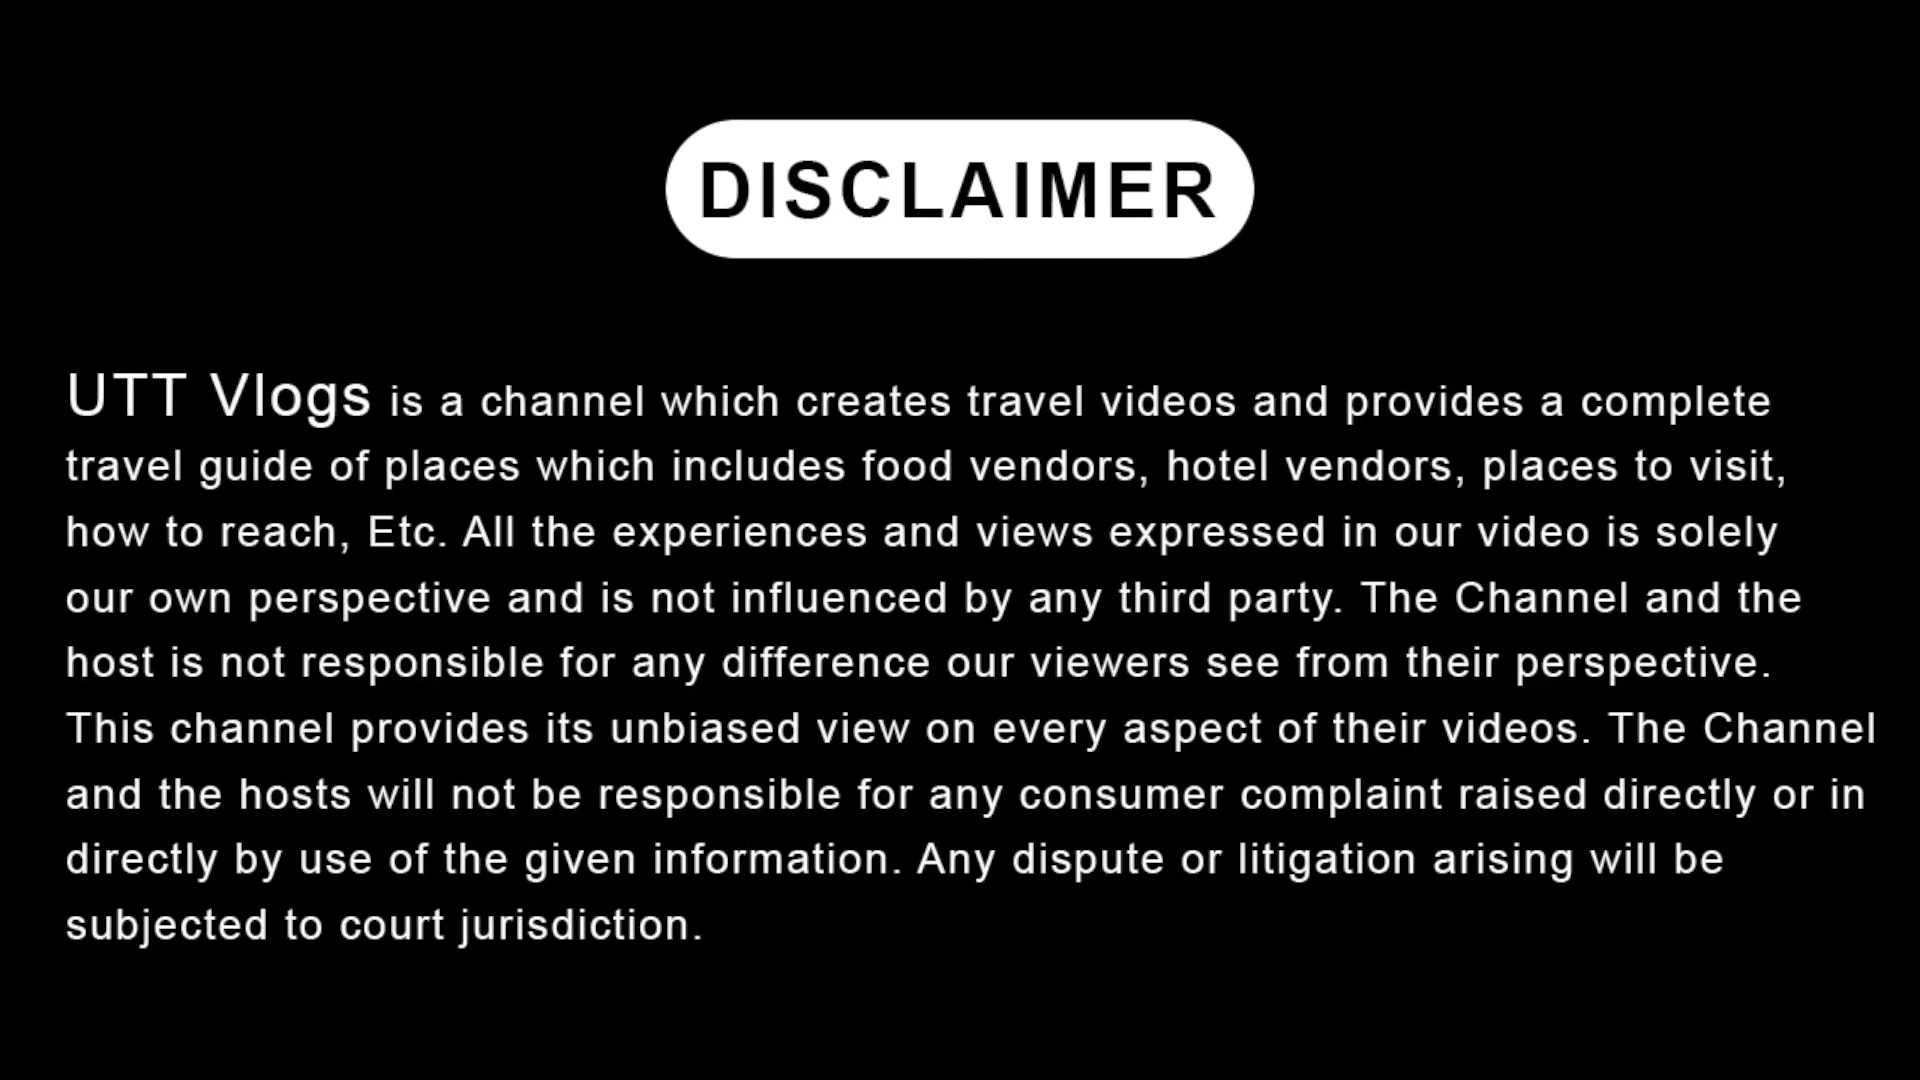 DISCLAIMER
UTT Vlogs is a channel which creates travel videos and provides a complete
travel guide of places which includes food vendors, hotel vendors, places to visit,
how to reach, Etc. All the experiences and views expressed in our video is solely
our own perspective and is not influenced by any third party. The Channel and the
host is not responsible for any difference our viewers see from their perspective.
This channel provides its unbiased view on every aspect of their videos. The Channel
and the hosts will not be responsible for any consumer complaint raised directly or in
directly by use of the given information. Any dispute or litigation arising will be
subjected to court jurisdiction.